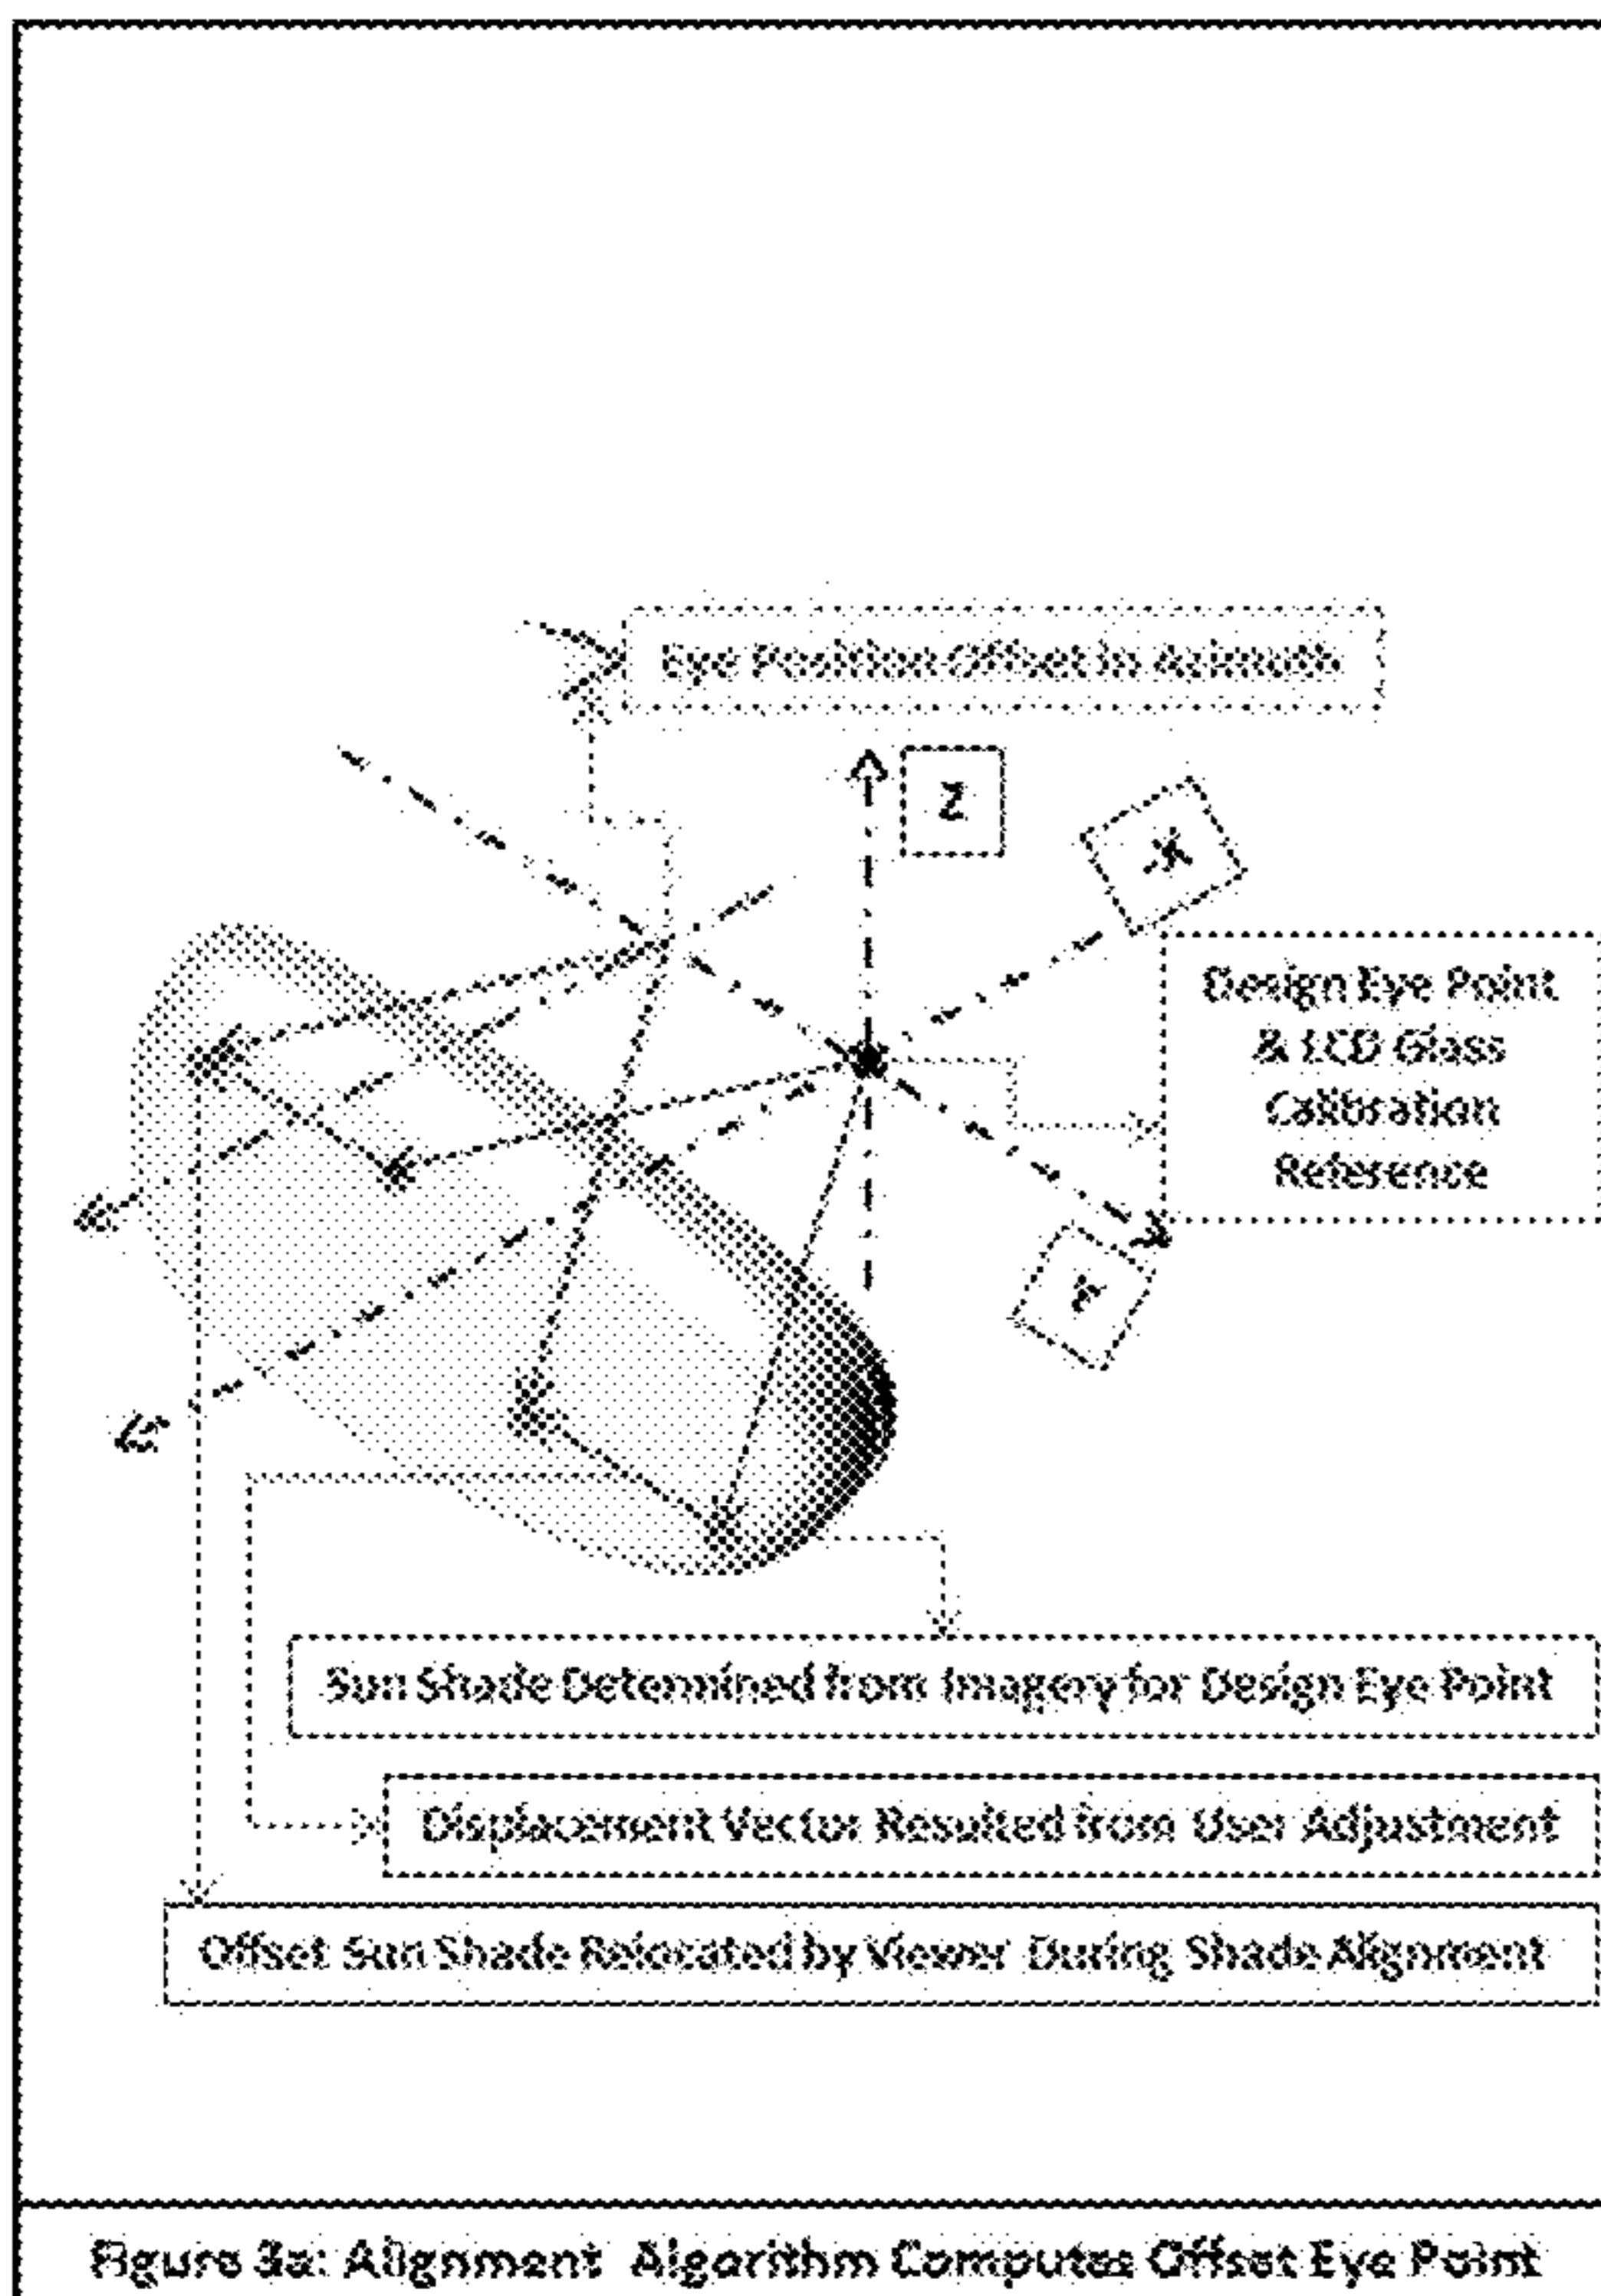 Eye Position Offset in Azimuth
Z
X
Design Eye Point
& LCD Glass
Calibration
Reference
Y
Sun Shade Determined from Imagery for Design Eye Point
Displacement Vector Resulted from User Adjustment
Offset Sun Shade Relocated by Viewer During Shade Alignment
Figure 3a: Alignment Algorithm Computes Offset Eye Point